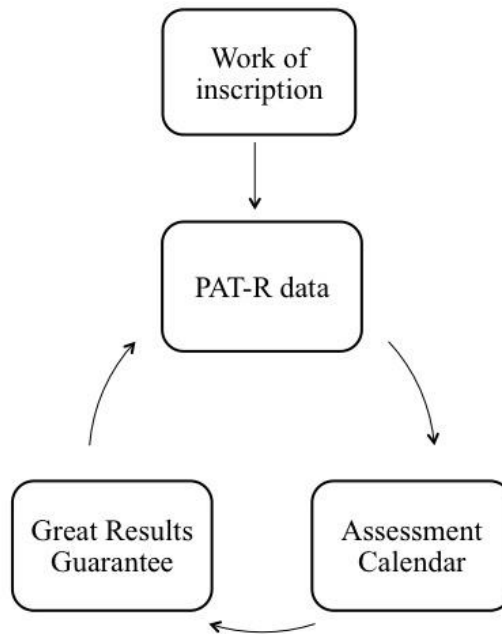 Work of
inscription
PAT-R data
Great Results
Guarantee
Assessment
Calendar